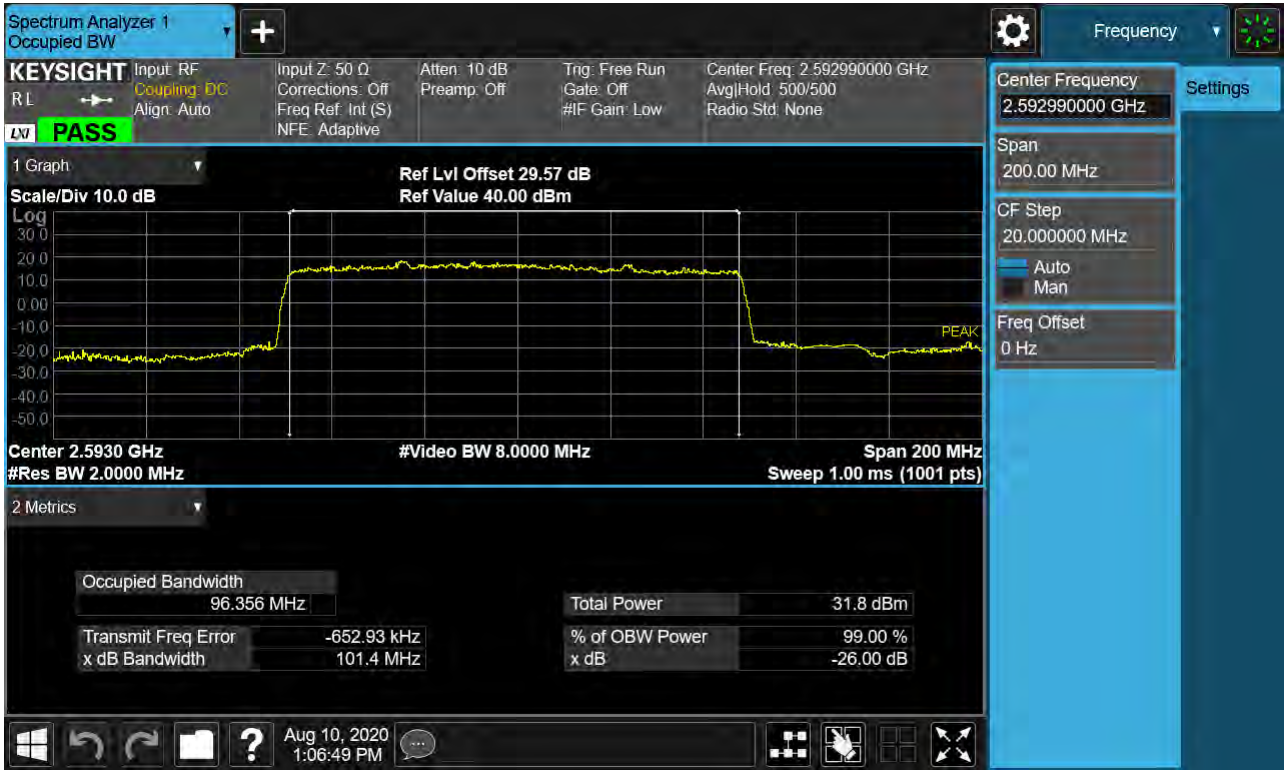 Spectrum Analyzer 1
Occupied BW
Frequency
KEYSIGHT
RL
LXI
PASS
Input: RF
Coupling: DC
Align: Auto
Input Z: 50 Ω
Corrections: Off
Freq Ref: Int (S)
NFE: Adaptive
Atten: 10 dB
Preamp: Off
Trig: Free Run
Gate: Off
#IF Gain: Low
Center Freq: 2.592990000 GHz
Avg|Hold: 500/500
Radio Std: None
Center Frequency
2.592990000 GHz
Settings
Span
200.00 MHz
CF Step
20.000000 MHz
Auto
Man
Freq Offset
0 Hz
1 Graph
Scale/Div 10.0 dB
Ref Lvl Offset 29.57 dB
Ref Value 40.00 dBm
Log
30.0
20.0
10.0
0.00
-10.0
-20.0
-30.0
-40.0
-50.0
PEAK
Center 2.5930 GHz
#Video BW 8.0000 MHz
Span 200 MHz
#Res BW 2.0000 MHz
Sweep 1.00 ms (1001 pts)
2 Metrics
Occupied Bandwidth
96.356 MHz
Total Power 31.8 dBm
Transmit Freq Error -652.93 kHz
% of OBW Power 99.00 %
x dB Bandwidth 101.4 MHz
x dB -26.00 dB
?
Aug 10, 2020
1:06:49 PM